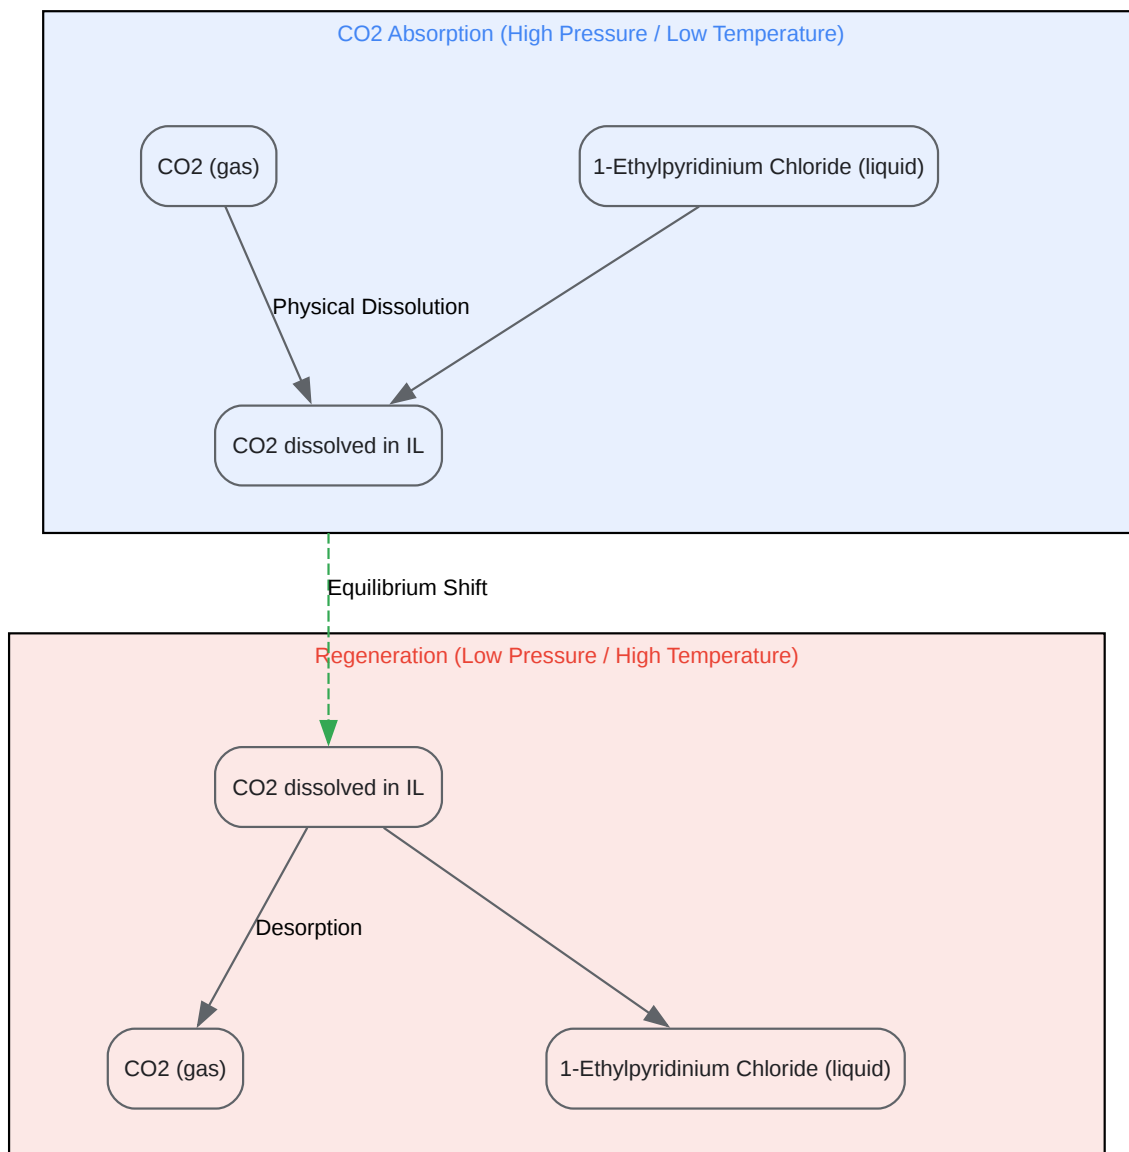 CO2 Absorption (High Pressure / Low Temperature)
CO2 (gas)
1-Ethylpyridinium Chloride (liquid)
Physical Dissolution
CO2 dissolved in IL
Equilibrium Shift
Regeneration (Low Pressure / High Temperature)
CO2 dissolved in IL
Desorption
CO2 (gas)
1-Ethylpyridinium Chloride (liquid)